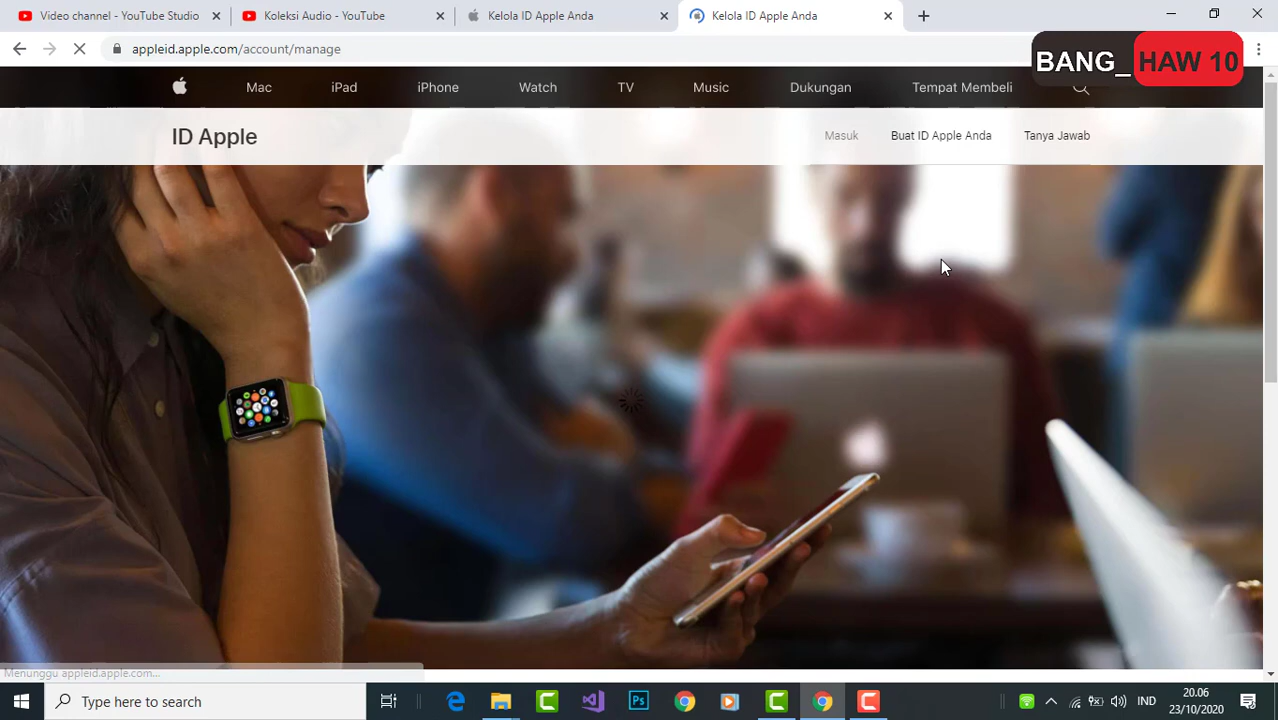 Video channel - YouTube Studio
Koleksi Audio - YouTube
Kelola ID Apple Anda
Kelola ID Apple Anda
appleid.apple.com/account/manage
BANG_ HAW 10
Mac
iPad
iPhone
Watch
TV
Music
Dukungan
Tempat Membeli
ID Apple
Masuk
Buat ID Apple Anda
Tanya Jawab
Menunggu appleid.apple.com...
Type here to search
Ps
IND
20.06
23/10/2020